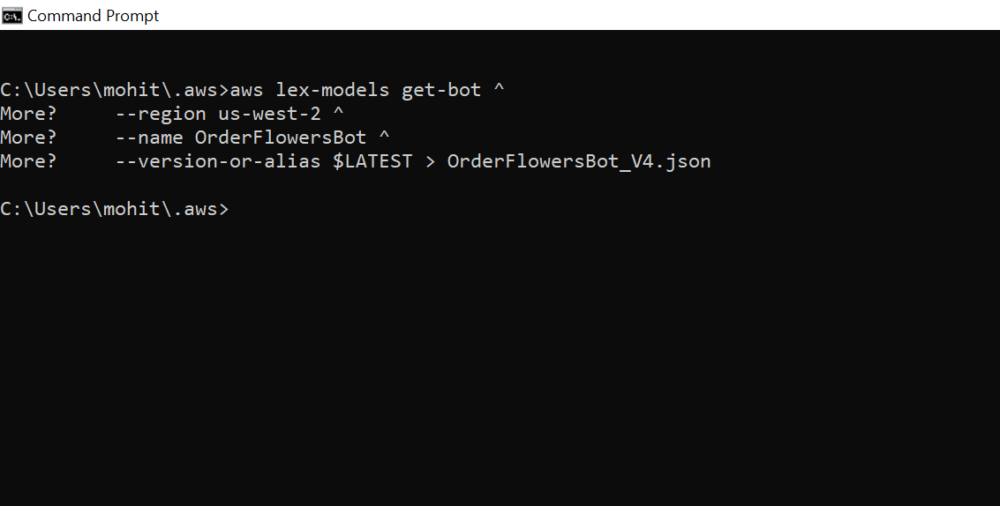 Command Prompt
C:\Users\mohit\.aws>aws lex-models get-bot ^
More?     --region us-west-2 ^
More?     --name OrderFlowersBot ^
More?     --version-or-alias $LATEST > OrderFlowersBot_V4.json
C:\Users\mohit\.aws>